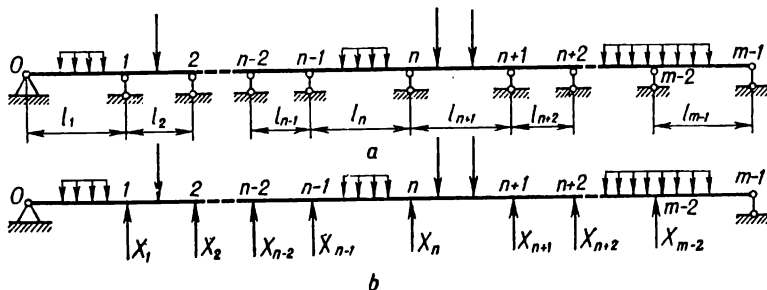 0 1 2 n-2 n-1 n n+1 n+2 m-2 m-1
l₁ l₂ lₙ₋₁ lₙ lₙ₊₁ lₙ₊₂ lₘ₋₁
a
0 1 2 n-2 n-1 n n+1 n+2 m-2 m-1
X₁ X₂ Xₙ₋₂ Xₙ₋₁ Xₙ Xₙ₊₁ Xₙ₊₂ Xₘ₋₂
b